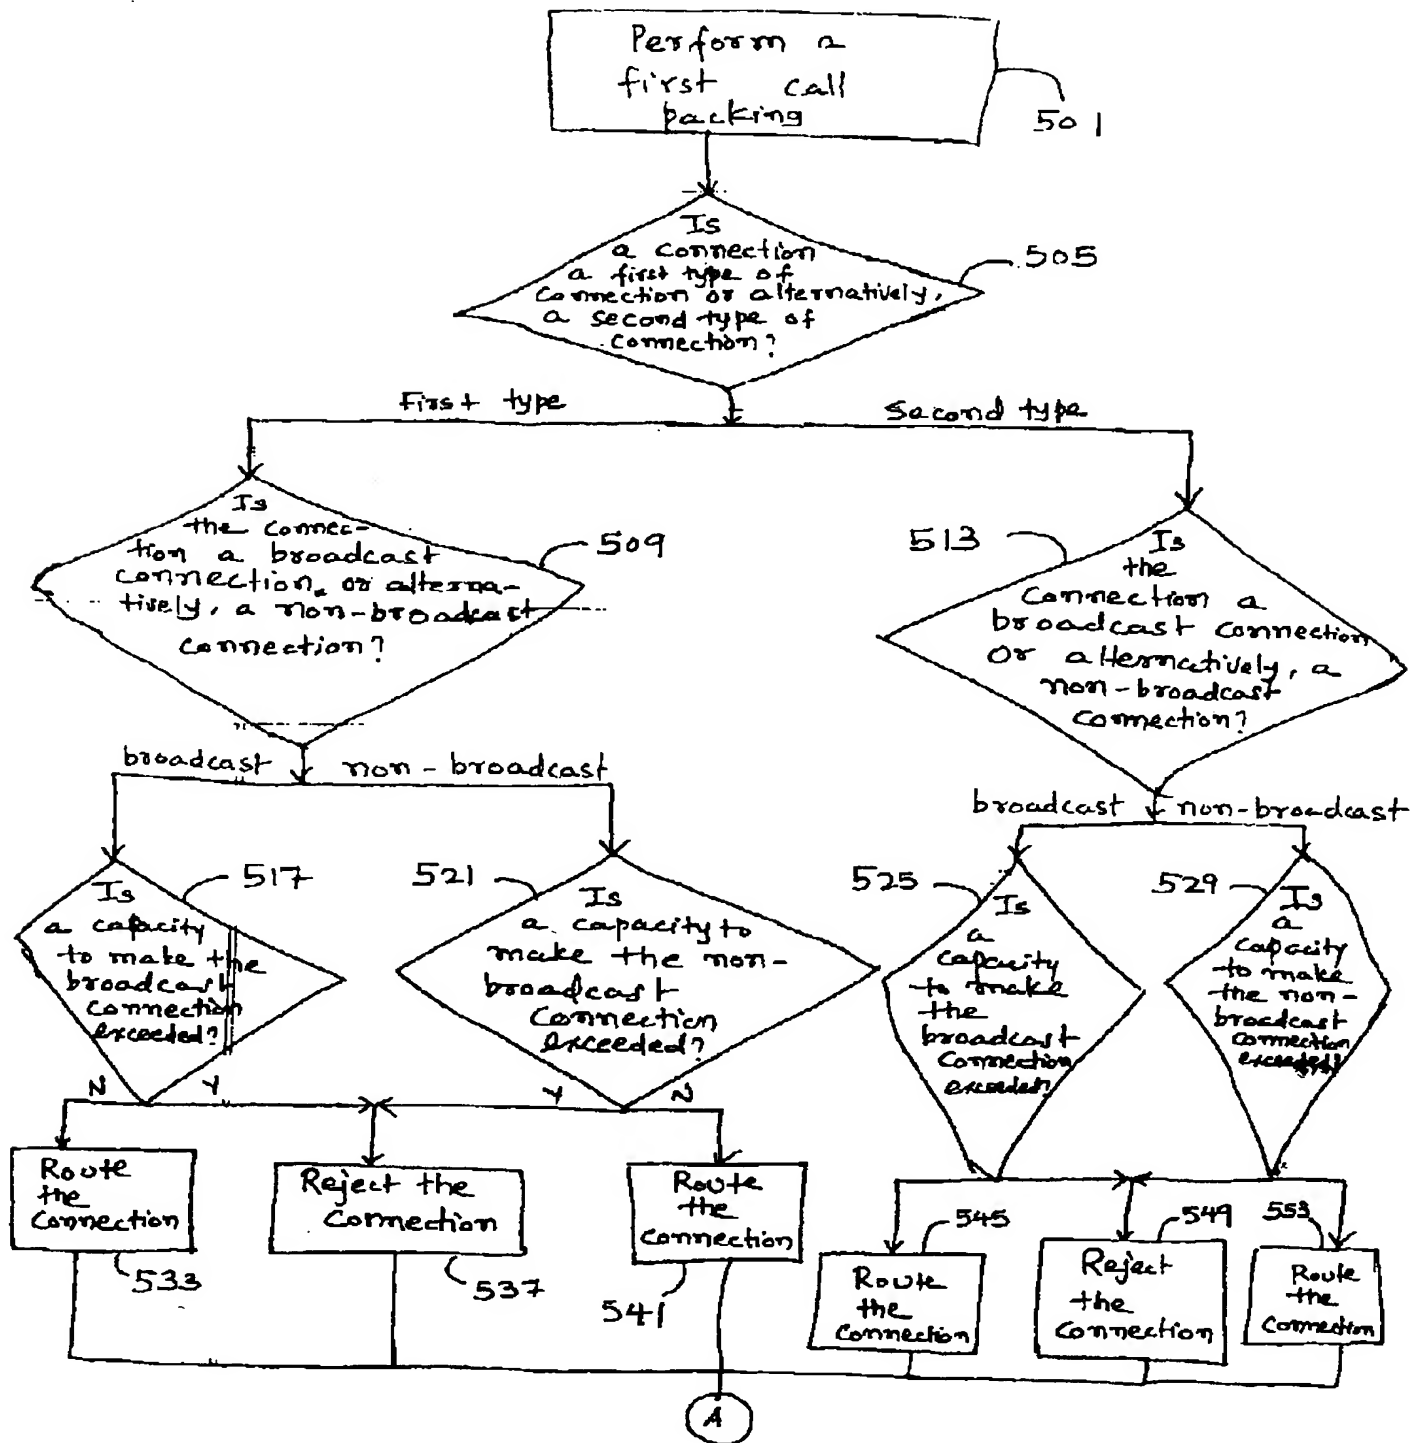 Perform a
first call
packing
501
Is
a connection
a first type of
connection or alternatively,
a second type of
connection?
505
First type
Second type
Is
the connec-
tion a broadcast
connection, or alterna-
tively, a non-broadcast
connection?
509
513
Is
the
connection a
broadcast connection
or alternatively, a
non-broadcast
connection?
broadcast
non-broadcast
broadcast
non-broadcast
Is
a capacity
to make the
broadcast
connection
exceeded?
517
521
Is
a capacity to
make the non-
broadcast
connection
exceeded?
525
Is
a
capacity
to make
the
broadcast
connection
exceeded?
529
Is
a
capacity
to make
the non-
broadcast
connection
exceeded?
N
Y
Y
N
Route
the
connection
533
Reject the
connection
537
Route
the
connection
541
545
Route
the
connection
549
Reject
the
connection
553
Route
the
connection
A